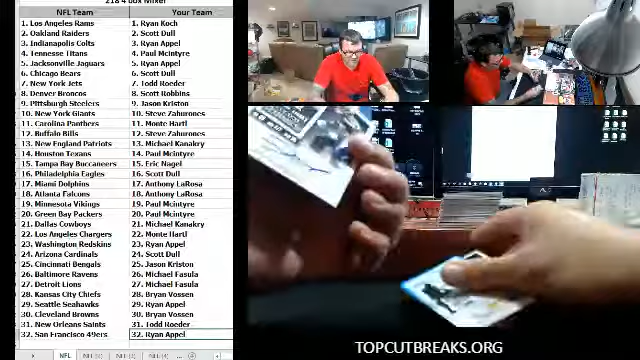 218 4 Box Mixer
NFL Team Your Team
1. Los Angeles Rams 1. Ryan Koch
2. Oakland Raiders 2. Scott Dull
3. Indianapolis Colts 3. Ryan Appel
4. Tennesse Titans 4. Paul Mcintyre
5. Jacksonville Jaguars 5. Ryan Appel
6. Chicago Bears 6. Scott Dull
7. New York Jets 7. Todd Roeder
8. Denver Broncos 8. Scott Robbins
9. Pittsburgh Steelers 9. Jason Kriston
10. New York Giants 10. Steve Zahurones
11. Carolina Panthers 11. Monte Hartl
12. Buffalo Bills 12. Steve Zahurones
13. New England Patriots 13. Michael Kanakry
14. Houston Texans 14. Paul Mcintyre
15. Tampa Bay Buccaneers 15. Eric Nagel
16. Philadelphia Eagles 16. Scott Dull
17. Miami Dolphins 17. Anthony LaRosa
18. Atlanta Falcons 18. Anthony LaRosa
19. Minnesota Vikings 19. Paul Mcintyre
20. Green Bay Packers 20. Paul Mcintyre
21. Dallas Cowboys 21. Michael Kanakry
22. Los Angeles Chargers 22. Monte Hartl
23. Washington Redskins 23. Ryan Appel
24. Arizona Cardinals 24. Scott Dull
25. Cincinnati Bengals 25. Jason Kriston
26. Baltimore Ravens 26. Michael Fasula
27. Detroit Lions 27. Michael Fasula
28. Kansas City Chiefs 28. Bryan Vossen
29. Seattle Seahawks 29. Ryan Appel
30. Cleveland Browns 30. Bryan Vossen
31. New Orleans Saints 31. Todd Roeder
32. San Francisco 49ers 32. Ryan Appel
NFL
TOPCUTBREAKS.ORG